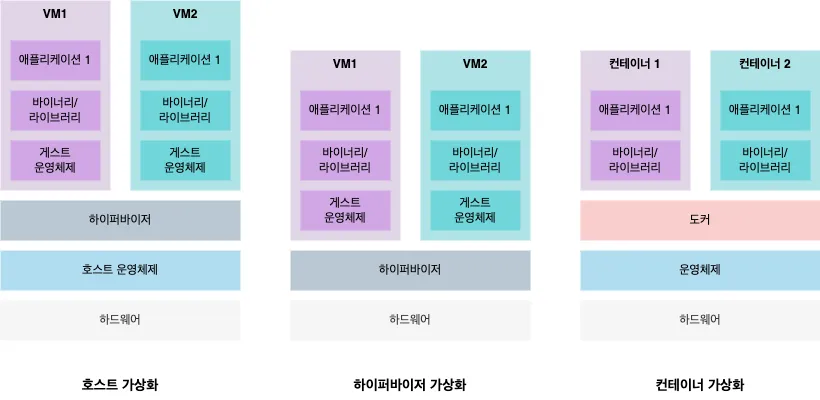 VM1
애플리케이션 1
바이너리/
라이브러리
게스트
운영체제
VM2
애플리케이션 1
바이너리/
라이브러리
게스트
운영체제
하이퍼바이저
호스트 운영체제
하드웨어
호스트 가상화
VM1
애플리케이션 1
바이너리/
라이브러리
게스트
운영체제
VM2
애플리케이션 1
바이너리/
라이브러리
게스트
운영체제
하이퍼바이저
하드웨어
하이퍼바이저 가상화
컨테이너 1
애플리케이션 1
바이너리/
라이브러리
컨테이너 2
애플리케이션 1
바이너리/
라이브러리
도커
운영체제
하드웨어
컨테이너 가상화